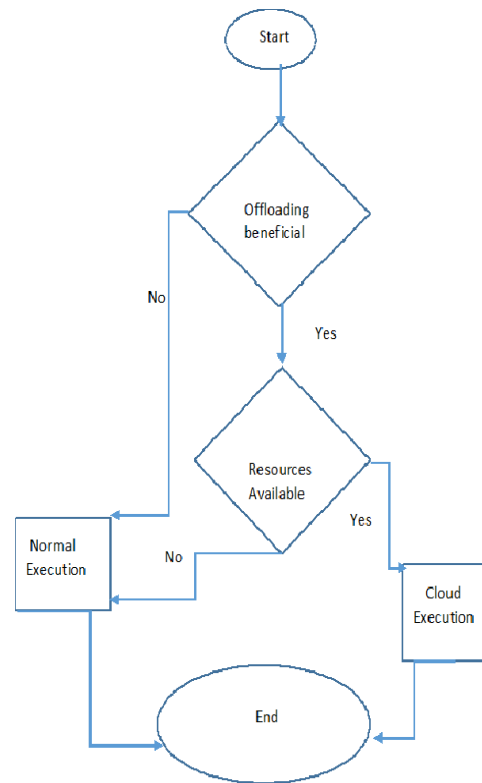 Start
Offloading
beneficial
No
Yes
Resources
Available
Yes
Normal
Execution
No
Cloud
Execution
End